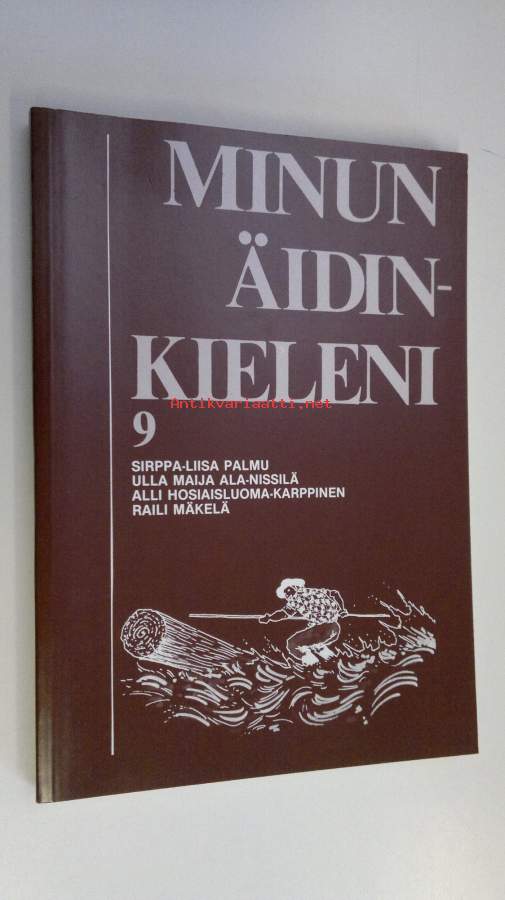 MINUN
ÄIDIN-
KIELENI
Antikvariaatti.net
9
SIRPPA-LIISA PALMU
ULLA MAIJA ALA-NISSILÄ
ALLI HOSIAISLUOMA-KARPPINEN
RAILI MÄKELÄ